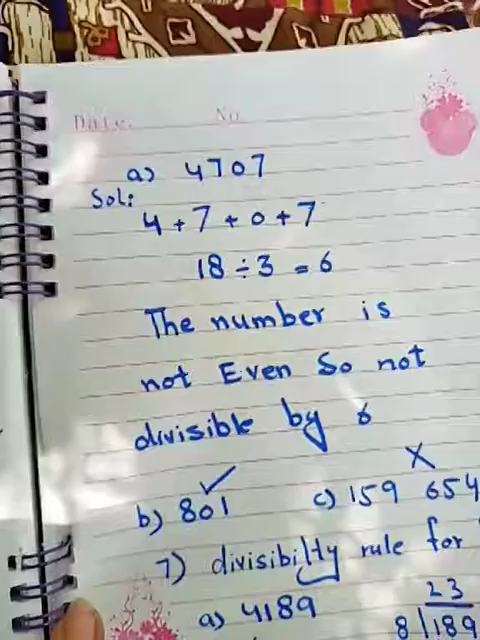 Date. No
a) 4707
Sol:
4 + 7 + 0 + 7
18 ÷ 3 = 6
The number is
not Even So not
divisible by 6
b) 801 ✓ c) 159 654 X
7) divisibilty rule for
a) 4189
23
8 | 189